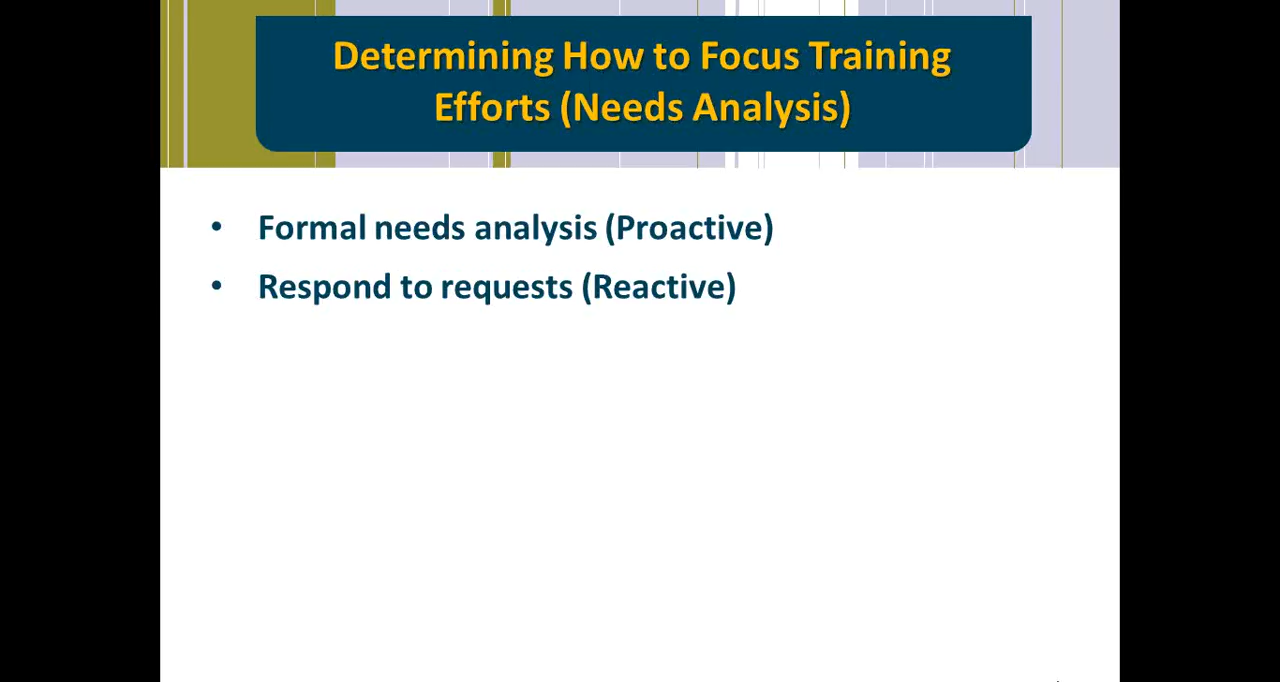 Determining How to Focus Training
Efforts (Needs Analysis)
• Formal needs analysis (Proactive)
• Respond to requests (Reactive)